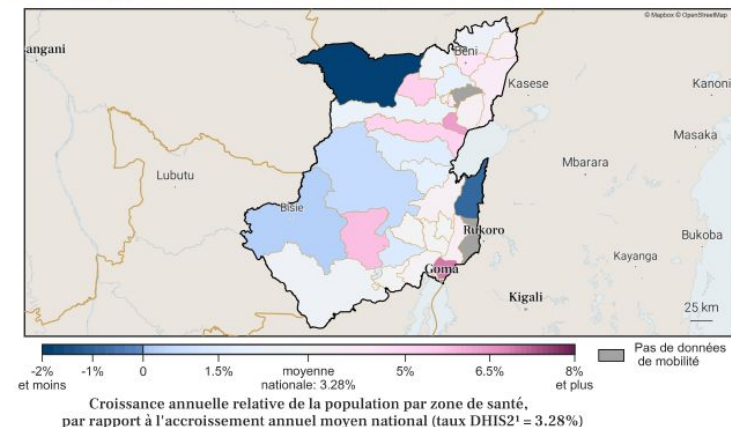 © Mapbox © OpenStreetMap
angani
Beni
Kasese
Kanoni
Masaka
Mbarara
Lubutu
Bisie
Rukoro
Bukoba
Kayanga
Goma
Kigali
25 km
-2%
et moins
-1%
0
1.5%
moyenne
nationale: 3.28%
5%
6.5%
8%
et plus
Pas de données
de mobilité
Croissance annuelle relative de la population par zone de santé,
par rapport à l'accroissement annuel moyen national (taux DHIS2¹ = 3.28%)